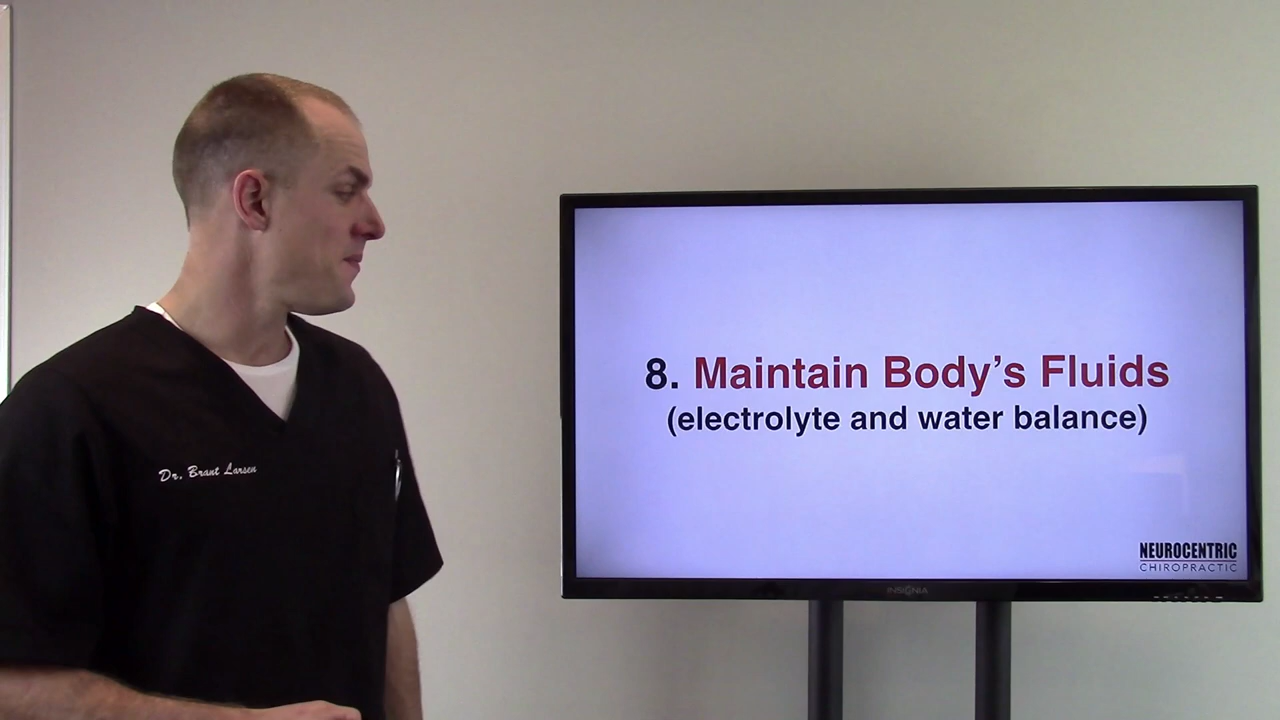 Dr. Brant Larsen
8. Maintain Body's Fluids
(electrolyte and water balance)
NEUROCENTRIC
CHIROPRACTIC
INSIGNIA